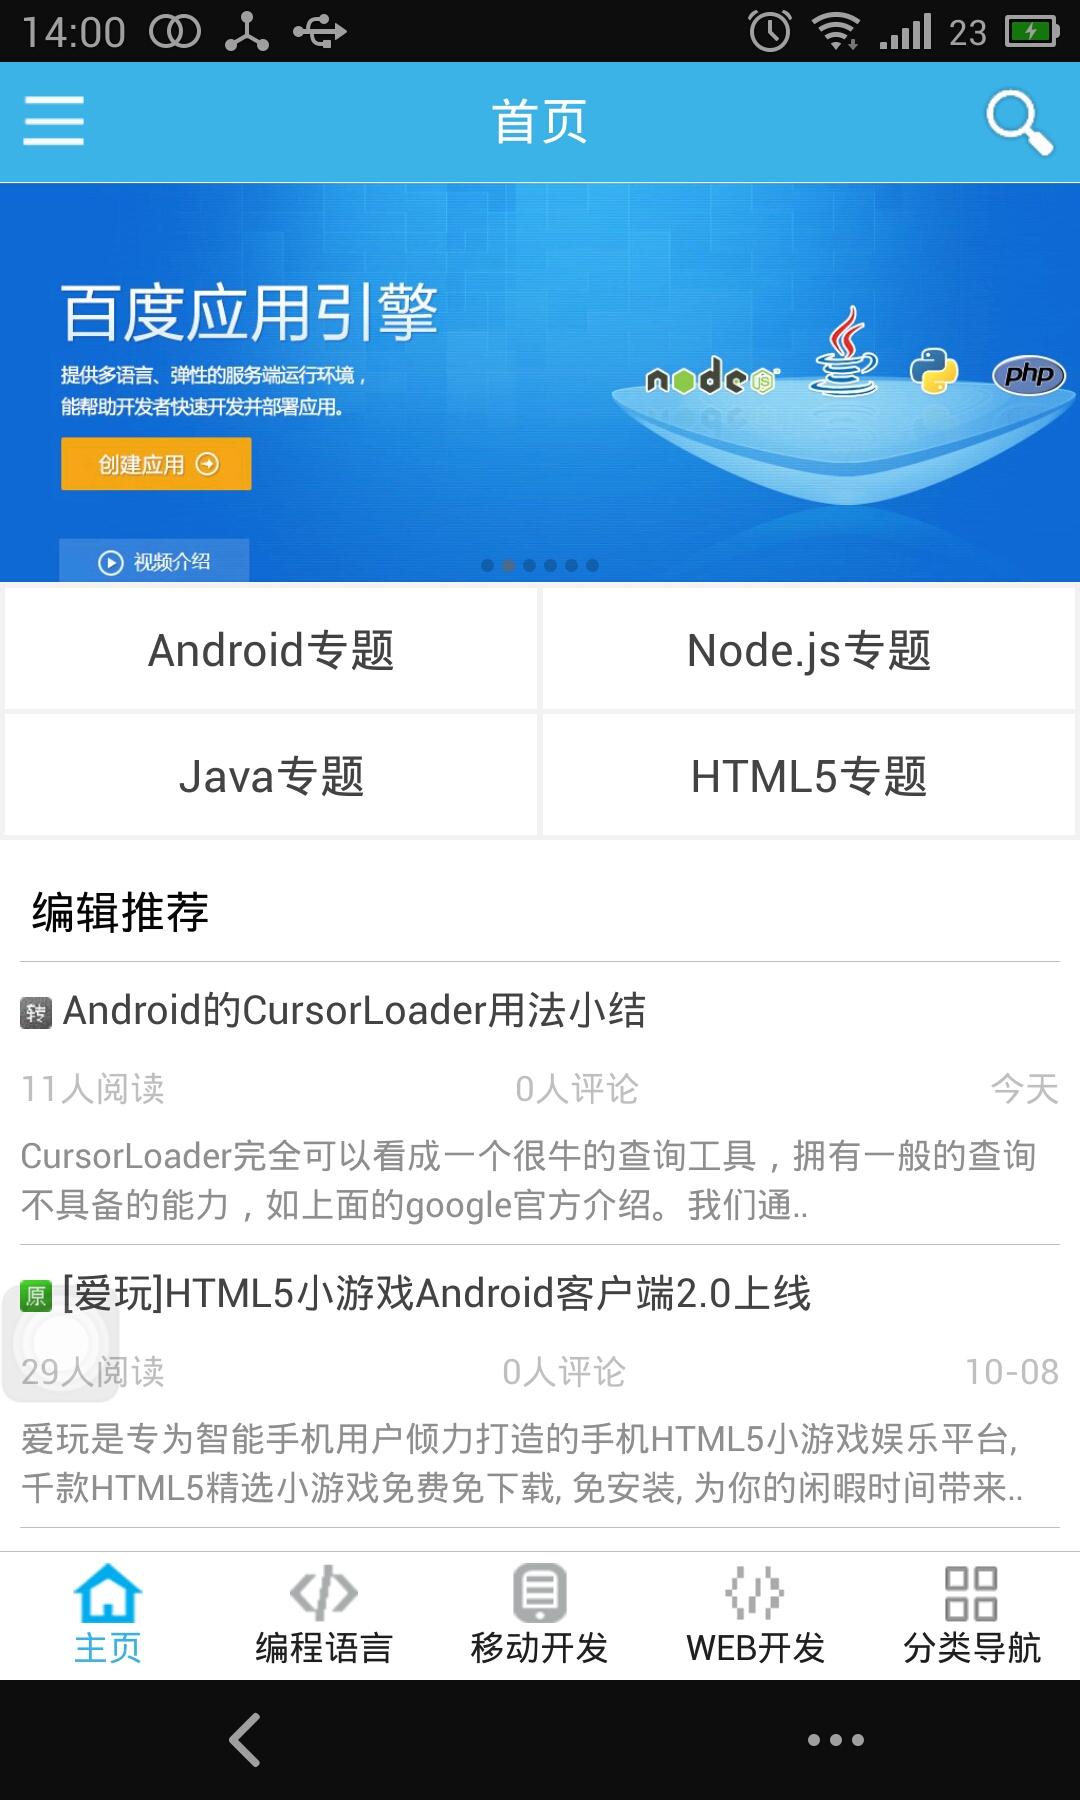 14:00
23
首页
百度应用引擎
提供多语言、弹性的服务端运行环境，
能帮助开发者快速开发并部署应用。
创建应用
视频介绍
node
JS
php
Android专题
Node.js专题
Java专题
HTML5专题
编辑推荐
转 Android的CursorLoader用法小结
11人阅读 0人评论 今天
CursorLoader完全可以看成一个很牛的查询工具，拥有一般的查询
不具备的能力，如上面的google官方介绍。我们通..
原 [爱玩]HTML5小游戏Android客户端2.0上线
29人阅读 0人评论 10-08
爱玩是专为智能手机用户倾力打造的手机HTML5小游戏娱乐平台,
千款HTML5精选小游戏免费免下载, 免安装, 为你的闲暇时间带来..
主页 编程语言 移动开发 WEB开发 分类导航